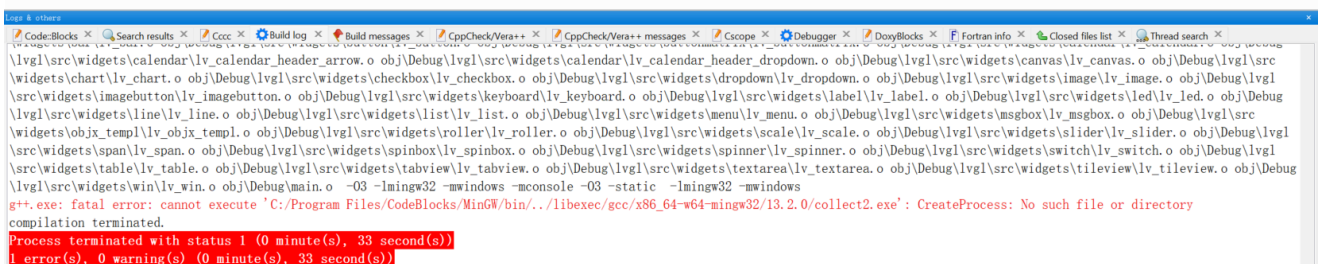 Logs & others
Code::Blocks Search results Cccc Build log Build messages CppCheck/Vera++ CppCheck/Vera++ messages Cscope Debugger DoxyBlocks Fortran info Closed files list Thread search
\lvgl\src\widgets\calendar\lv_calendar_header_arrow.o obj\Debug\lvgl\src\widgets\calendar\lv_calendar_header_dropdown.o obj\Debug\lvgl\src\widgets\canvas\lv_canvas.o obj\Debug\lvgl\src
\widgets\chart\lv_chart.o obj\Debug\lvgl\src\widgets\checkbox\lv_checkbox.o obj\Debug\lvgl\src\widgets\dropdown\lv_dropdown.o obj\Debug\lvgl\src\widgets\image\lv_image.o obj\Debug\lvgl
\src\widgets\imagebutton\lv_imagebutton.o obj\Debug\lvgl\src\widgets\keyboard\lv_keyboard.o obj\Debug\lvgl\src\widgets\label\lv_label.o obj\Debug\lvgl\src\widgets\led\lv_led.o obj\Debug
\lvgl\src\widgets\line\lv_line.o obj\Debug\lvgl\src\widgets\list\lv_list.o obj\Debug\lvgl\src\widgets\menu\lv_menu.o obj\Debug\lvgl\src\widgets\msgbox\lv_msgbox.o obj\Debug\lvgl\src
\widgets\objx_templ\lv_objx_templ.o obj\Debug\lvgl\src\widgets\roller\lv_roller.o obj\Debug\lvgl\src\widgets\scale\lv_scale.o obj\Debug\lvgl\src\widgets\slider\lv_slider.o obj\Debug\lvgl
\src\widgets\span\lv_span.o obj\Debug\lvgl\src\widgets\spinbox\lv_spinbox.o obj\Debug\lvgl\src\widgets\spinner\lv_spinner.o obj\Debug\lvgl\src\widgets\switch\lv_switch.o obj\Debug\lvgl
\src\widgets\table\lv_table.o obj\Debug\lvgl\src\widgets\tabview\lv_tabview.o obj\Debug\lvgl\src\widgets\textarea\lv_textarea.o obj\Debug\lvgl\src\widgets\tileview\lv_tileview.o obj\Debug
\lvgl\src\widgets\win\lv_win.o obj\Debug\main.o -O3 -lmingw32 -mwindows -mconsole -O3 -static -lmingw32 -mwindows
g++.exe: fatal error: cannot execute 'C:/Program Files/CodeBlocks/MinGW/bin/../libexec/gcc/x86_64-w64-mingw32/13.2.0/collect2.exe': CreateProcess: No such file or directory
compilation terminated.
Process terminated with status 1 (0 minute(s), 33 second(s))
1 error(s), 0 warning(s) (0 minute(s), 33 second(s))